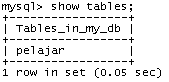 mysql> show tables;
+-----------------+
| Tables_in_my_db |
+-----------------+
| pelajar         |
+-----------------+
1 row in set (0.05 sec)